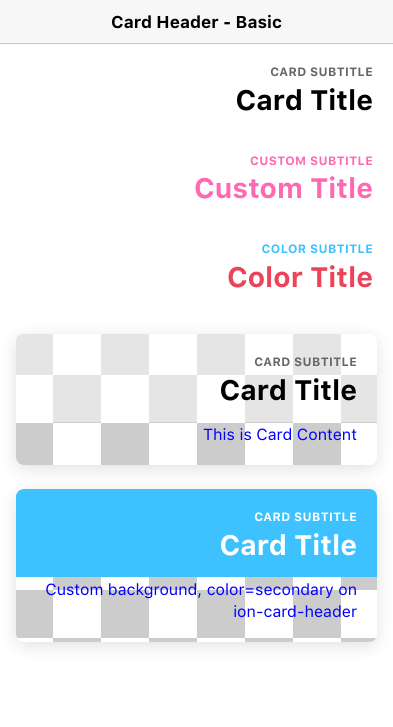 Card Header - Basic
CARD SUBTITLE
Card Title
CUSTOM SUBTITLE
Custom Title
COLOR SUBTITLE
Color Title
CARD SUBTITLE
Card Title
This is Card Content
CARD SUBTITLE
Card Title
Custom background, color=secondary on
ion-card-header